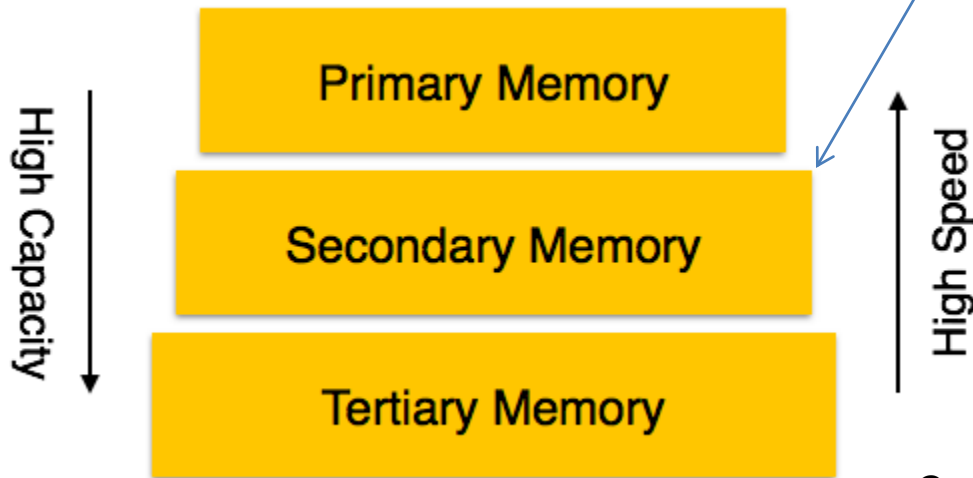 Primary Memory
High Capacity
High Speed
Secondary Memory
Tertiary Memory